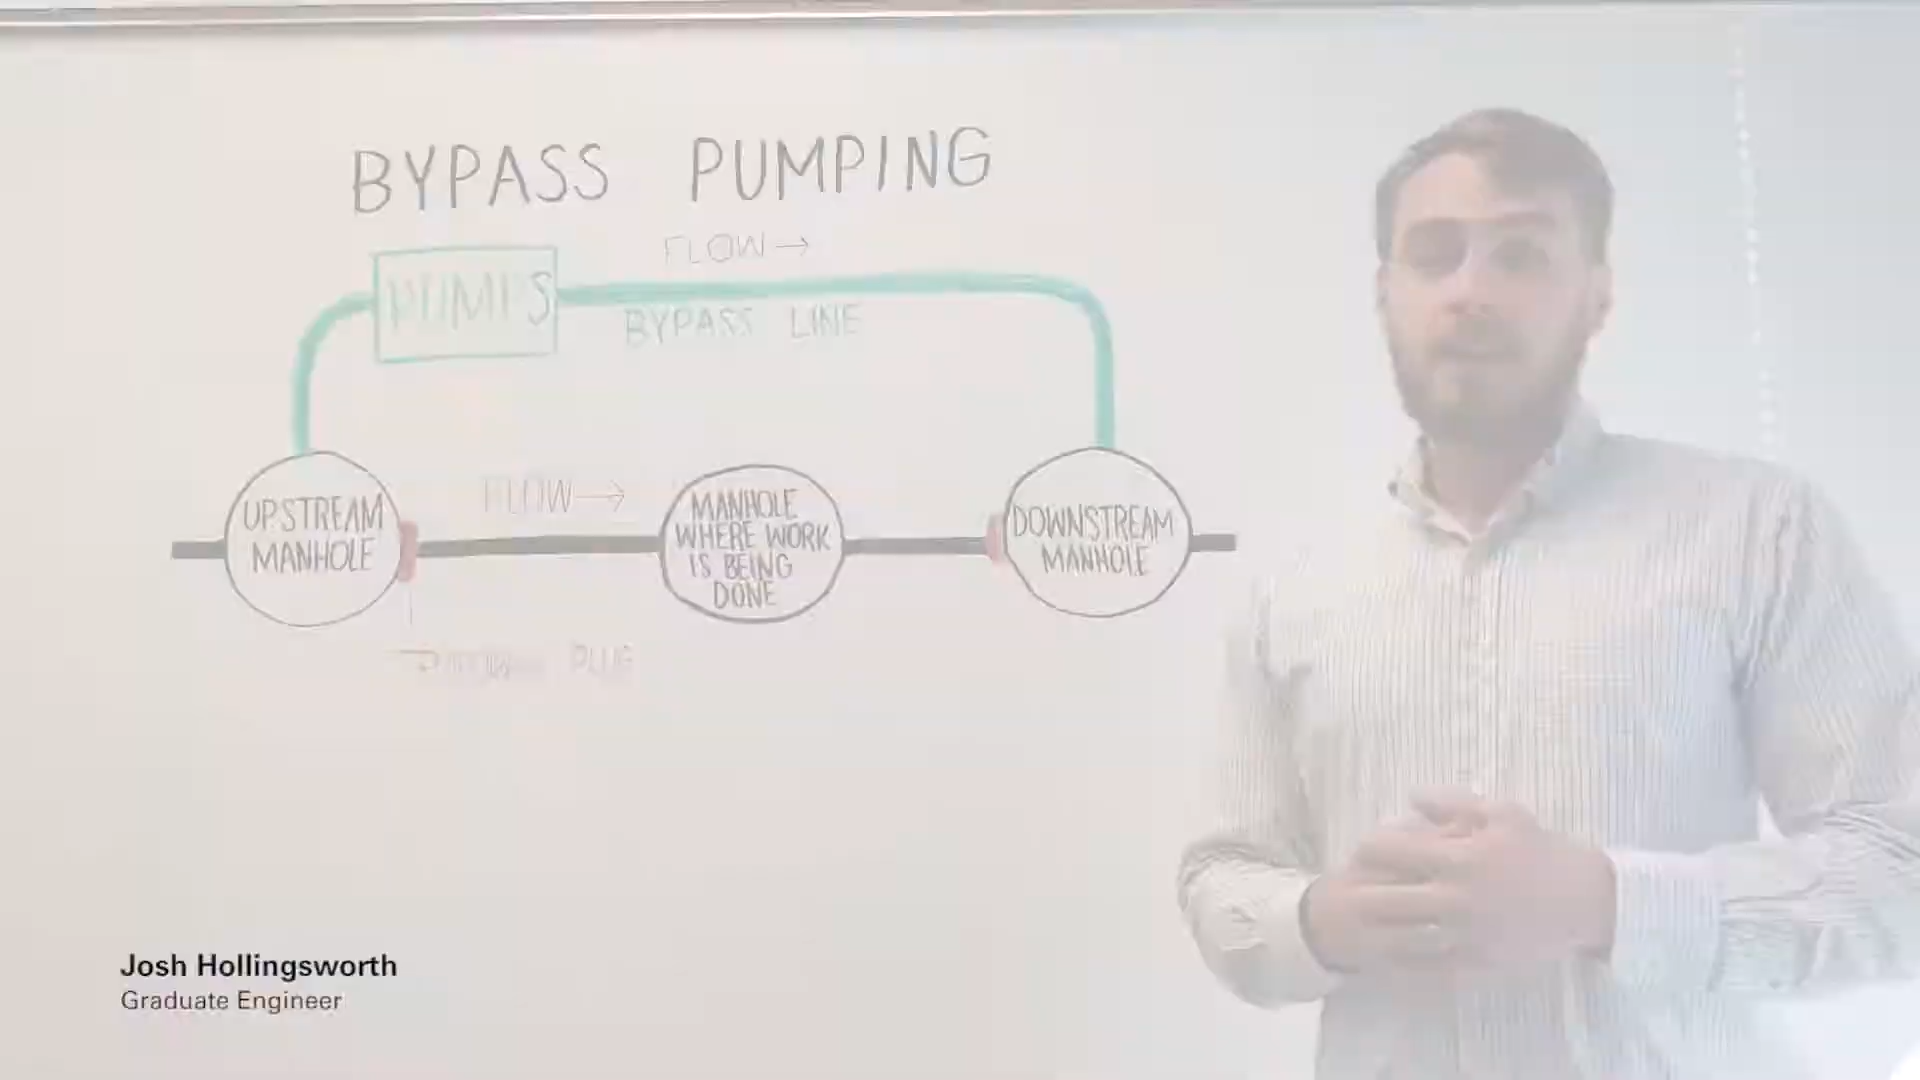 BYPASS PUMPING
FLOW →
PUMPS
BYPASS LINE
UPSTREAM
MANHOLE
FLOW →
MANHOLE
WHERE WORK
IS BEING
DONE
DOWNSTREAM
MANHOLE
PLUG
Josh Hollingsworth
Graduate Engineer